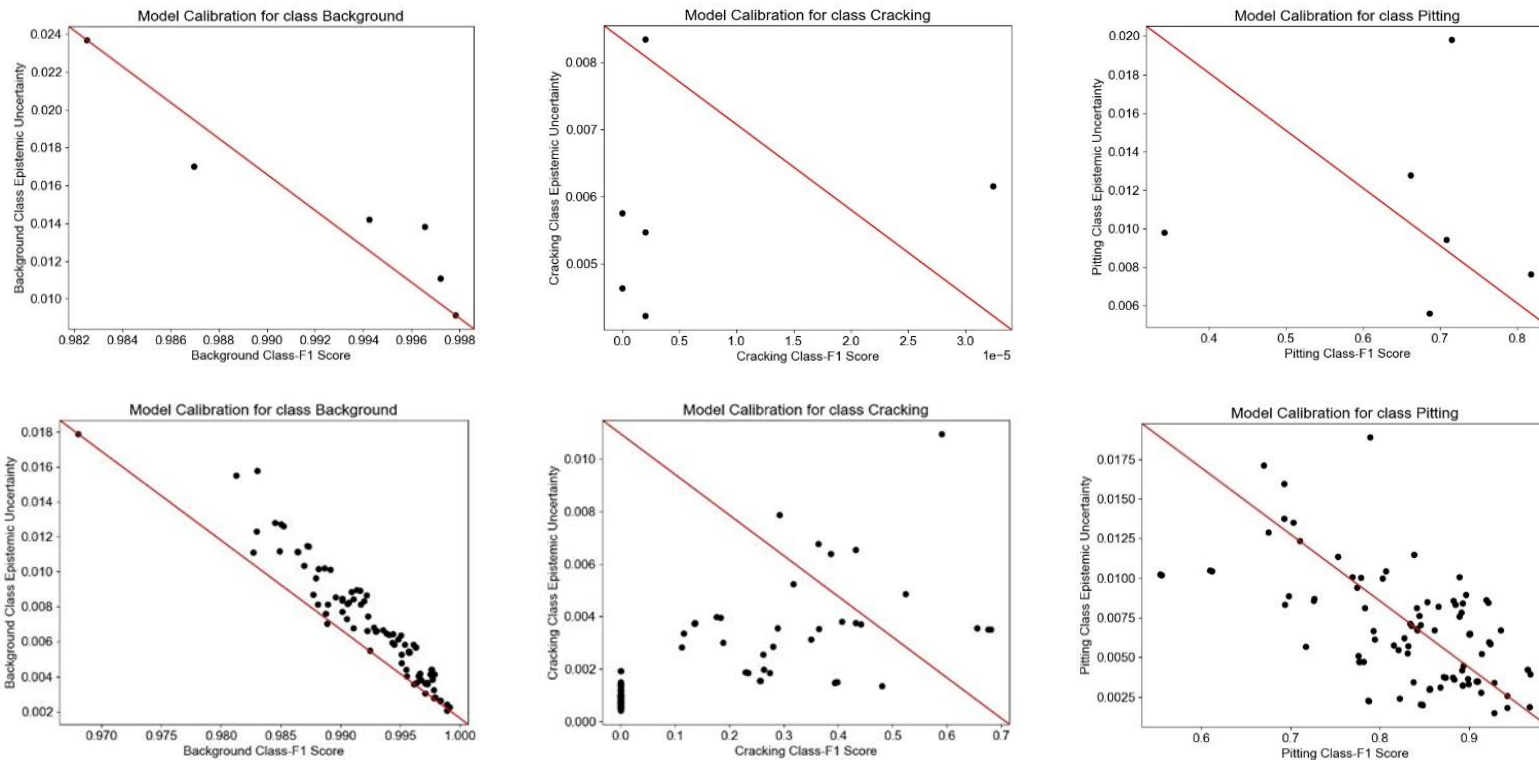 Model Calibration for class Background
Background Class Epistemic Uncertainty
0.024
0.022
0.020
0.018
0.016
0.014
0.012
0.010
0.982 0.984 0.986 0.988 0.990 0.992 0.994 0.996 0.998
Background Class-F1 Score
Model Calibration for class Cracking
Cracking Class Epistemic Uncertainty
0.008
0.007
0.006
0.005
0.0 0.5 1.0 1.5 2.0 2.5 3.0
Cracking Class-F1 Score
1e−5
Model Calibration for class Pitting
Pitting Class Epistemic Uncertainty
0.020
0.018
0.016
0.014
0.012
0.010
0.008
0.006
0.4 0.5 0.6 0.7 0.8
Pitting Class-F1 Score
Model Calibration for class Background
Background Class Epistemic Uncertainty
0.018
0.016
0.014
0.012
0.010
0.008
0.006
0.004
0.002
0.970 0.975 0.980 0.985 0.990 0.995 1.000
Background Class-F1 Score
Model Calibration for class Cracking
Cracking Class Epistemic Uncertainty
0.010
0.008
0.006
0.004
0.002
0.000
0.0 0.1 0.2 0.3 0.4 0.5 0.6 0.7
Cracking Class-F1 Score
Model Calibration for class Pitting
Pitting Class Epistemic Uncertainty
0.0175
0.0150
0.0125
0.0100
0.0075
0.0050
0.0025
0.6 0.7 0.8 0.9
Pitting Class-F1 Score